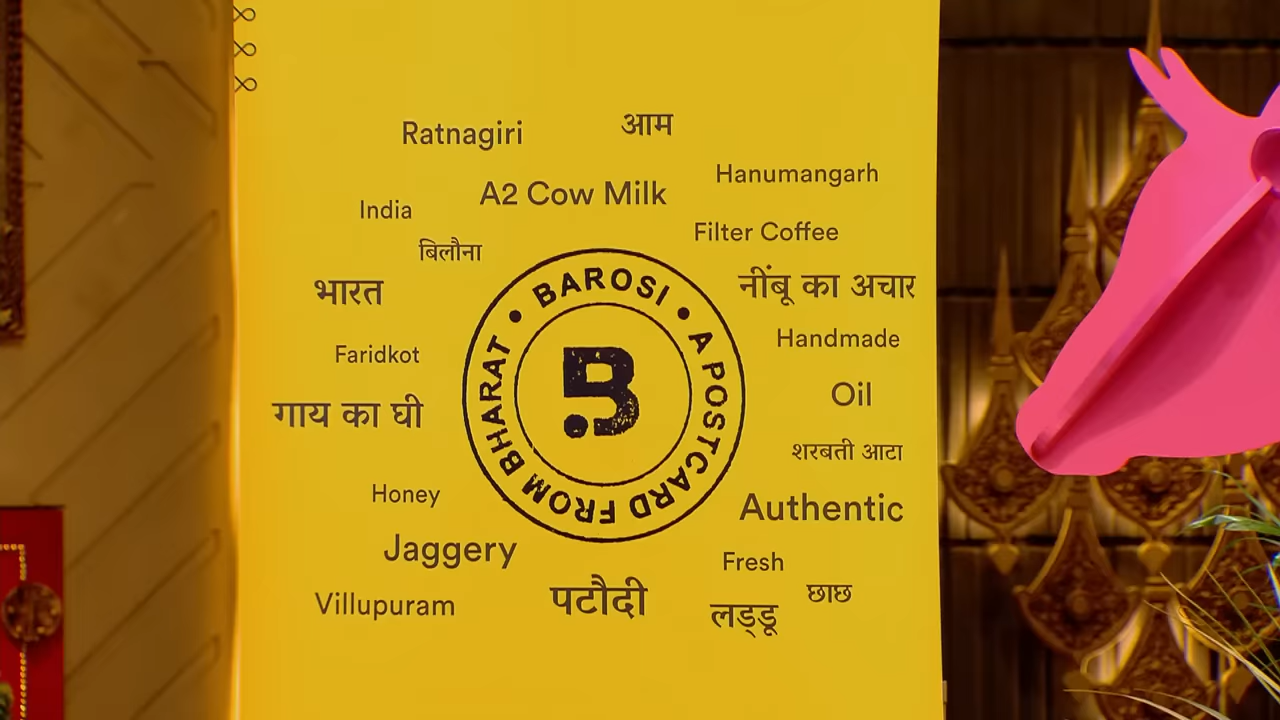 Ratnagiri
आम
Hanumangarh
A2 Cow Milk
India
Filter Coffee
बिलौना
भारत
नींबू का अचार
BAROSI • A POSTCARD FROM BHARAT •
B
Handmade
Faridkot
Oil
गाय का घी
शरबती आटा
Honey
Authentic
Jaggery
Fresh
Villupuram
पटौदी
छाछ
लड्डू